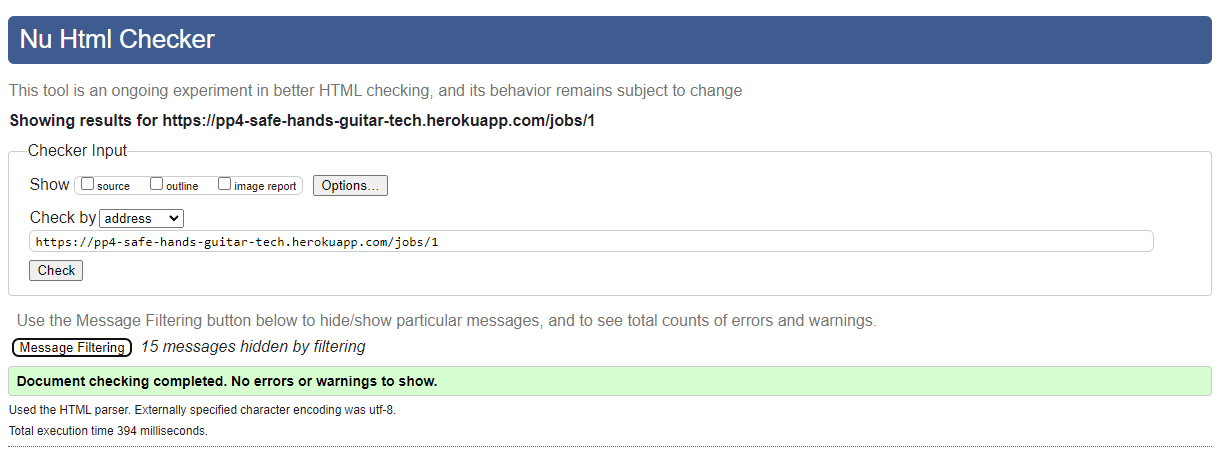 Nu Html Checker
This tool is an ongoing experiment in better HTML checking, and its behavior remains subject to change
Showing results for https://pp4-safe-hands-guitar-tech.herokuapp.com/jobs/1
Checker Input
Show source outline image report Options...
Check by address
https://pp4-safe-hands-guitar-tech.herokuapp.com/jobs/1
Check
Use the Message Filtering button below to hide/show particular messages, and to see total counts of errors and warnings.
Message Filtering 15 messages hidden by filtering
Document checking completed. No errors or warnings to show.
Used the HTML parser. Externally specified character encoding was utf-8.
Total execution time 394 milliseconds.